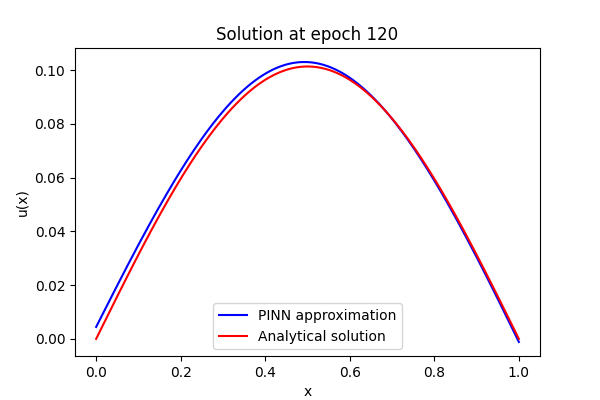 Solution at epoch 120
u(x)
0.10
0.08
0.06
0.04
0.02
0.00
PINN approximation
Analytical solution
0.0 0.2 0.4 0.6 0.8 1.0
x